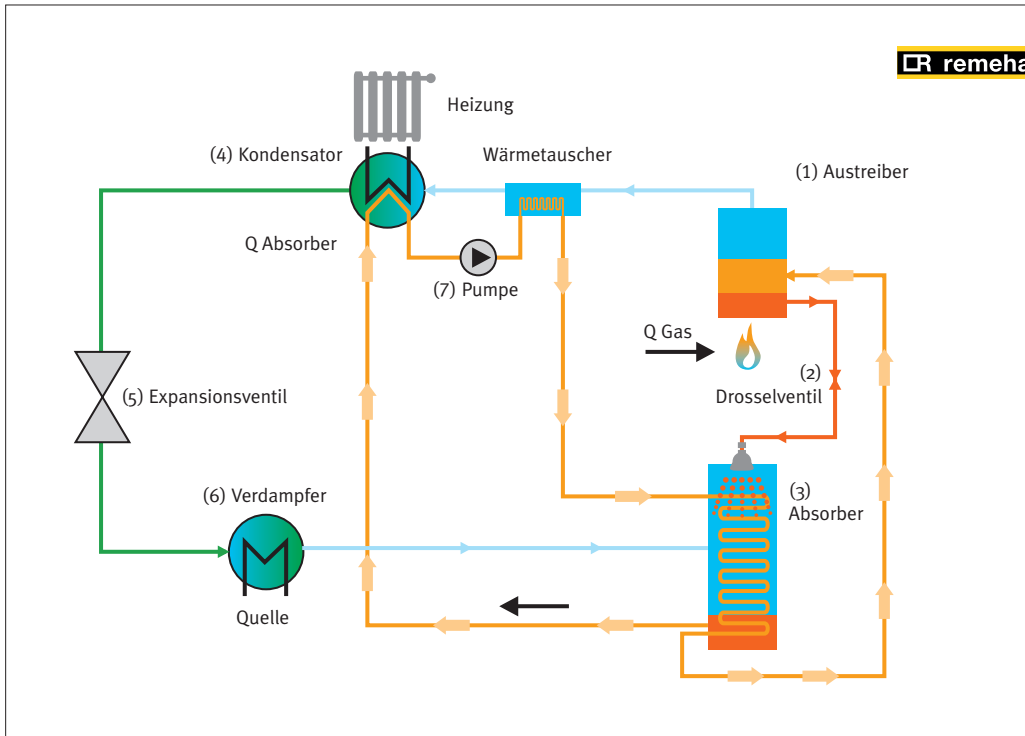 remeha
Heizung
(4) Kondensator
Wärmetauscher
(1) Austreiber
Q Absorber
(7) Pumpe
Q Gas
(2)
Drosselventil
(5) Expansionsventil
(6) Verdampfer
(3)
Absorber
Quelle